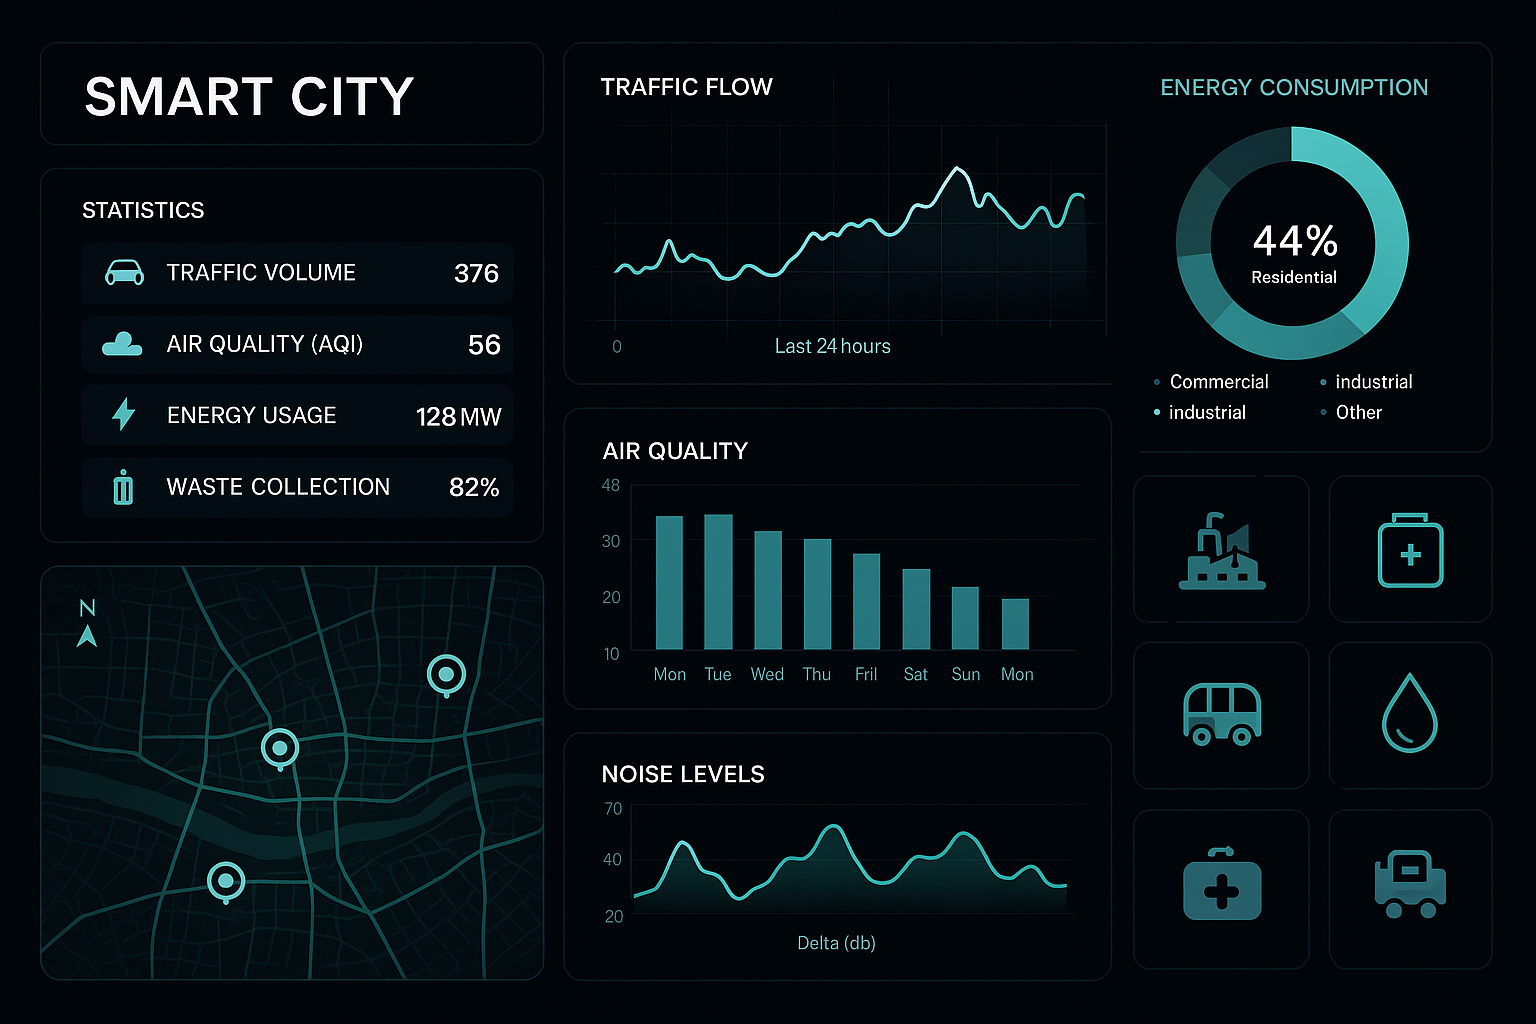 SMART CITY
STATISTICS
TRAFFIC VOLUME 376
AIR QUALITY (AQI) 56
ENERGY USAGE 128 MW
WASTE COLLECTION 82%
N
TRAFFIC FLOW
0 Last 24 hours
ENERGY CONSUMPTION
44%
Residential
Commercial industrial
industrial Other
AIR QUALITY
48
30
20
10
Mon Tue Wed Thu Fril Sat Sun Mon
NOISE LEVELS
70
40
20
Delta (db)